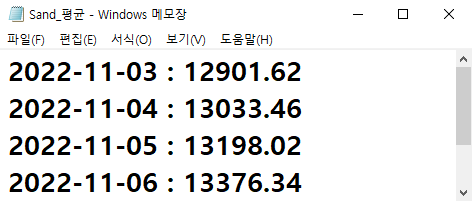 Sand_평균 - Windows 메모장
파일(F) 편집(E) 서식(O) 보기(V) 도움말(H)
2022-11-03 : 12901.62
2022-11-04 : 13033.46
2022-11-05 : 13198.02
2022-11-06 : 13376.34